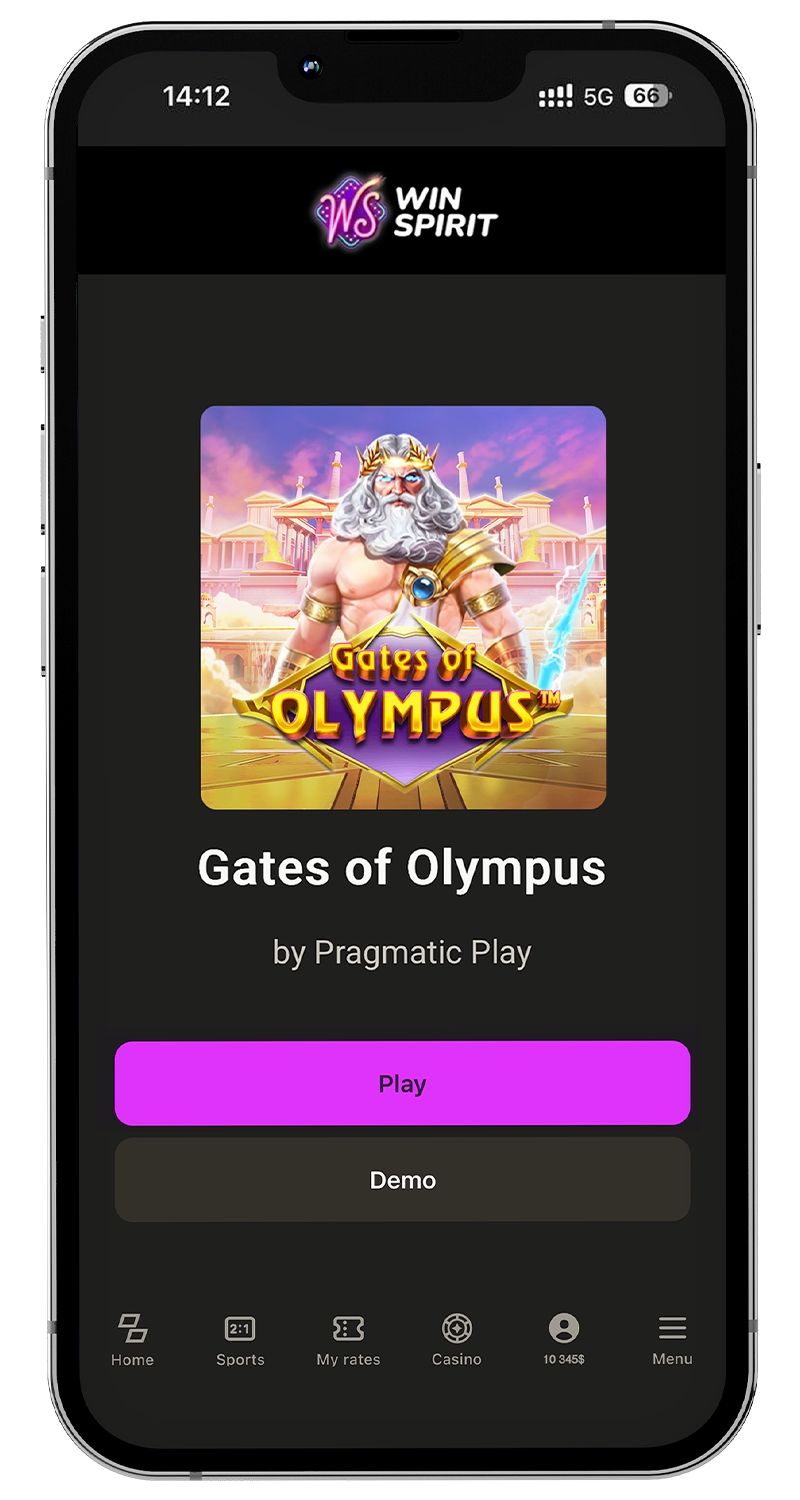 14:12
5G
66
WS
WIN
SPIRIT
Gates of
OLYMPUS™
Gates of Olympus
by Pragmatic Play
Play
Demo
2:1
Home
Sports
My rates
Casino
10 345$
Menu